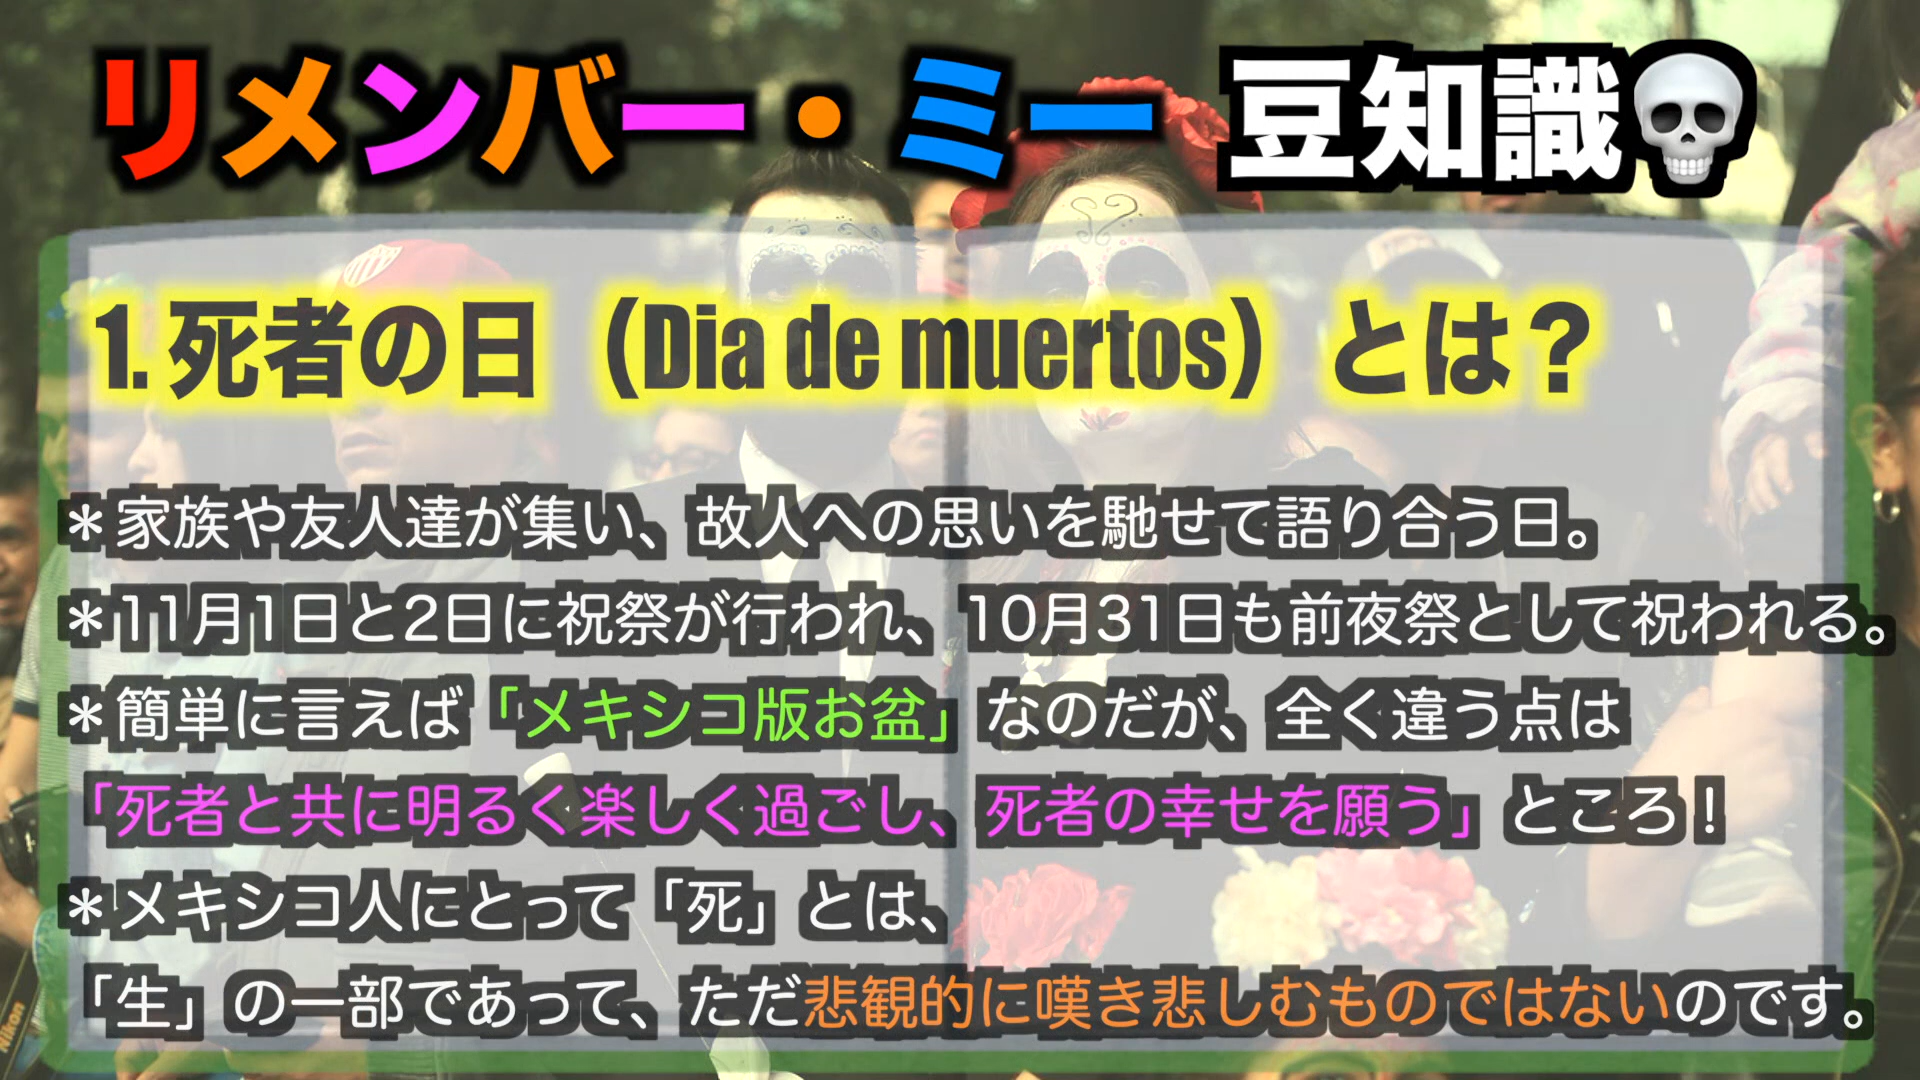 リメンバー・ミー 豆知識💀
1. 死者の日（Dia de muertos）とは？
＊家族や友人達が集い、故人への思いを馳せて語り合う日。
＊11月1日と2日に祝祭が行われ、10月31日も前夜祭として祝われる。
＊簡単に言えば「メキシコ版お盆」なのだが、全く違う点は
「死者と共に明るく楽しく過ごし、死者の幸せを願う」ところ！
＊メキシコ人にとって「死」とは、
「生」の一部であって、ただ悲観的に嘆き悲しむものではないのです。
Nikon